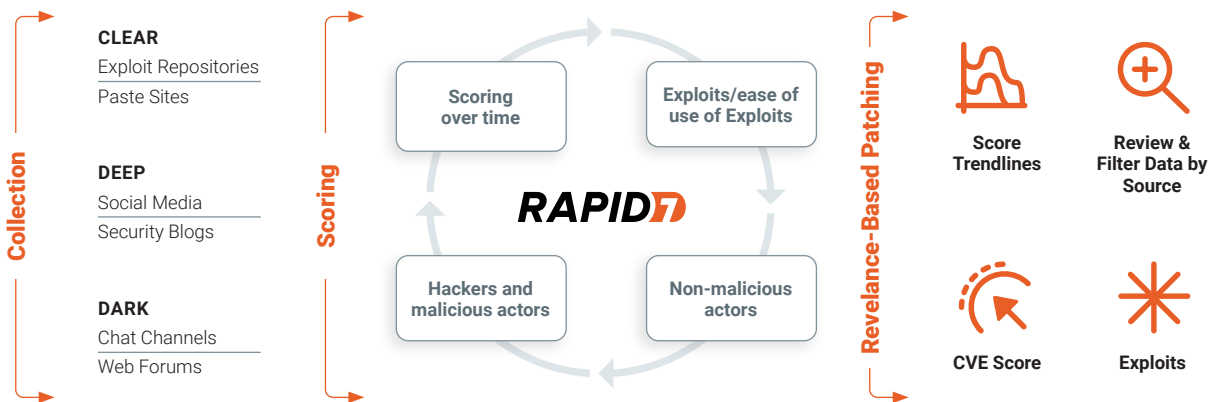 Collection
CLEAR
Exploit Repositories
Paste Sites
DEEP
Social Media
Security Blogs
DARK
Chat Channels
Web Forums
Scoring
Scoring
over time
Exploits/ease of
use of Exploits
RAPID7
Hackers and
malicious actors
Non-malicious
actors
Revelance-Based Patching
Score
Trendlines
Review &
Filter Data by
Source
CVE Score
Exploits